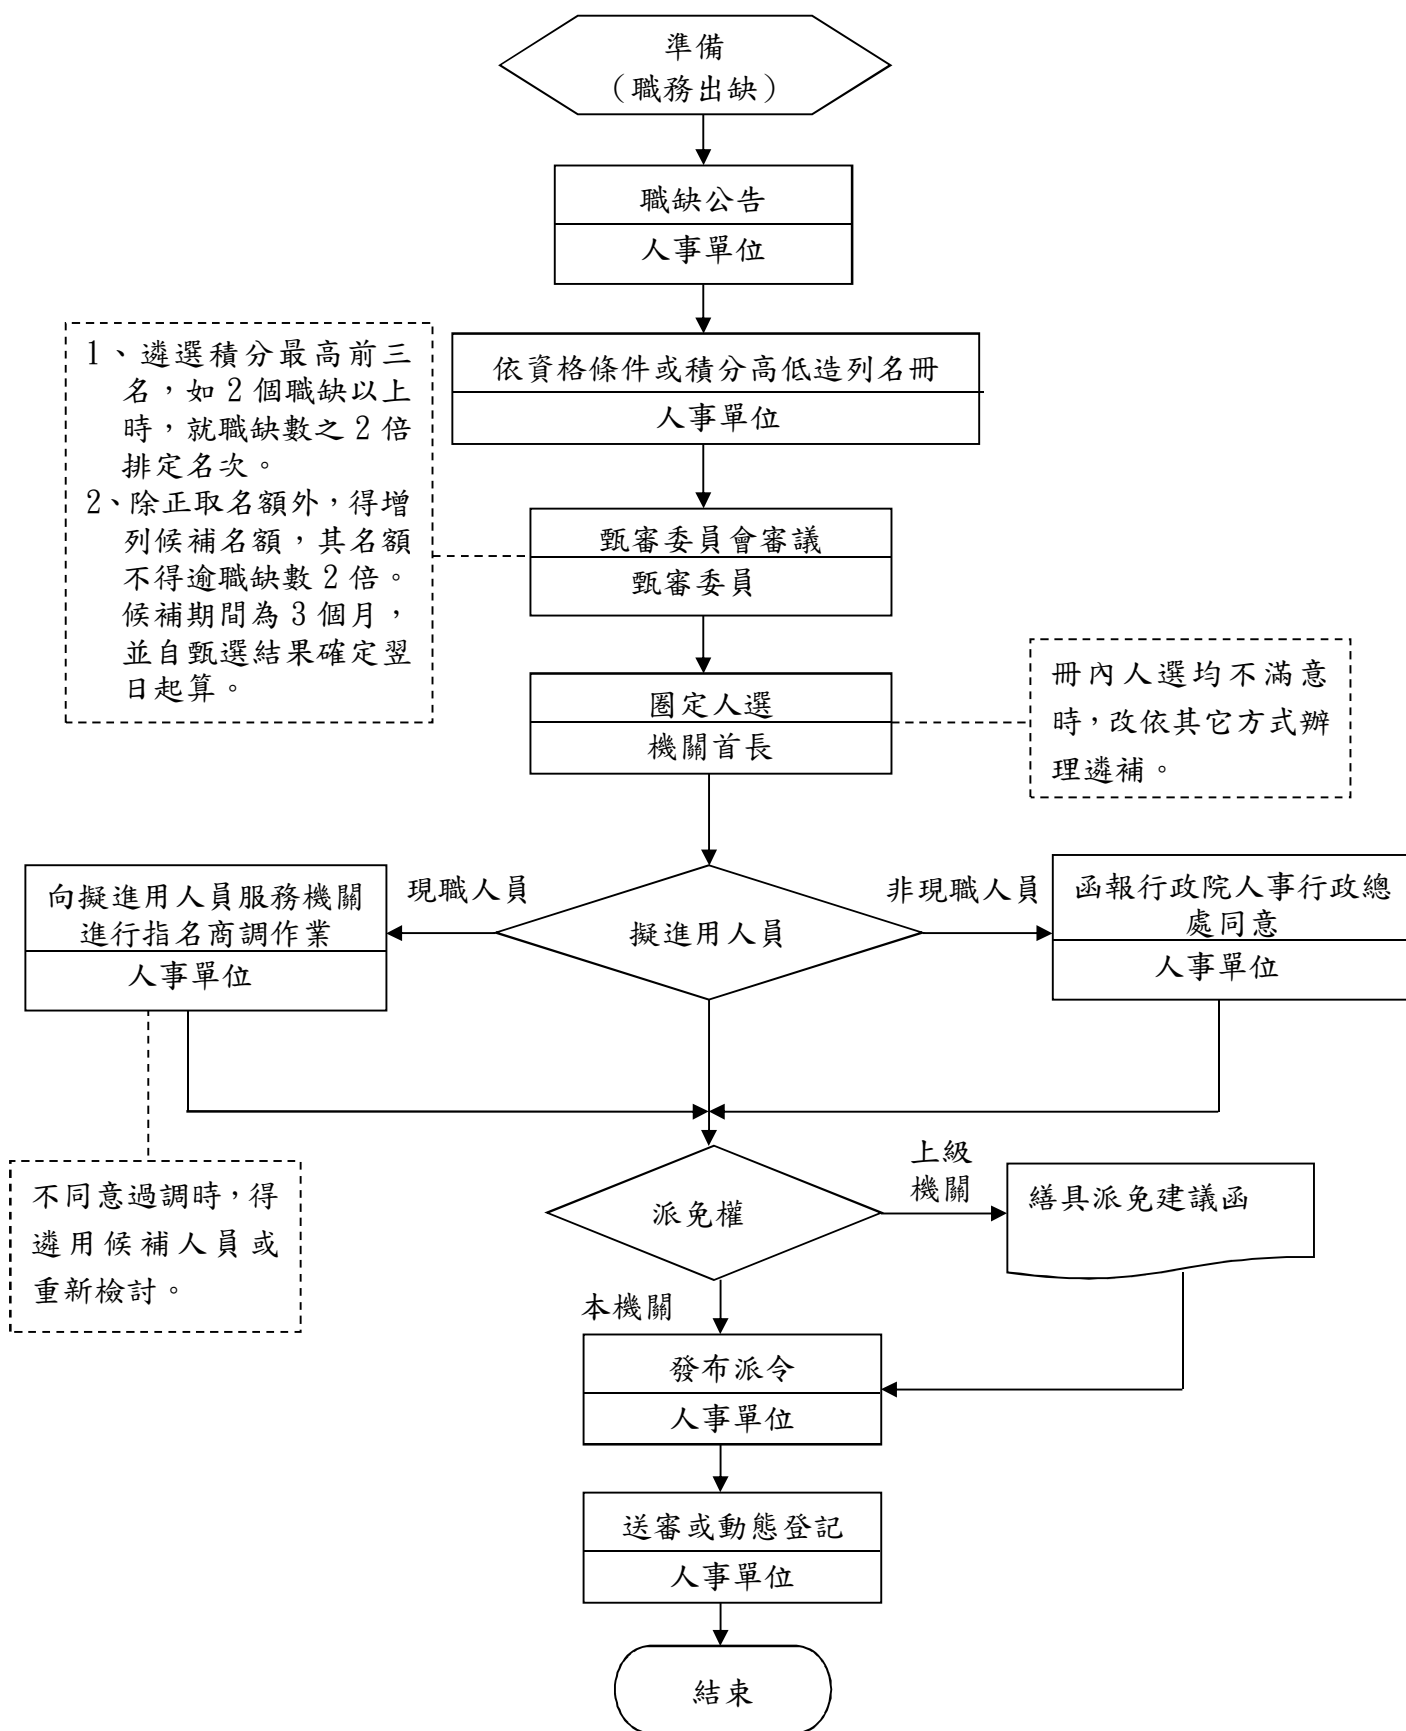 準備
（職務出缺）
職缺公告
人事單位
依資格條件或積分高低造列名冊
人事單位
1、遴選積分最高前三
名，如 2 個職缺以上
時，就職缺數之 2 倍
排定名次。
2、除正取名額外，得增
列候補名額，其名額
不得逾職缺數 2 倍。
候補期間為 3 個月，
並自甄選結果確定翌
日起算。
甄審委員會審議
甄審委員
圈定人選
機關首長
冊內人選均不滿意
時，改依其它方式辦
理遴補。
向擬進用人員服務機關
進行指名商調作業
人事單位
現職人員
擬進用人員
非現職人員
函報行政院人事行政總
處同意
人事單位
不同意過調時，得
遴用候補人員或
重新檢討。
派免權
上級
機關
繕具派免建議函
本機關
發布派令
人事單位
送審或動態登記
人事單位
結束